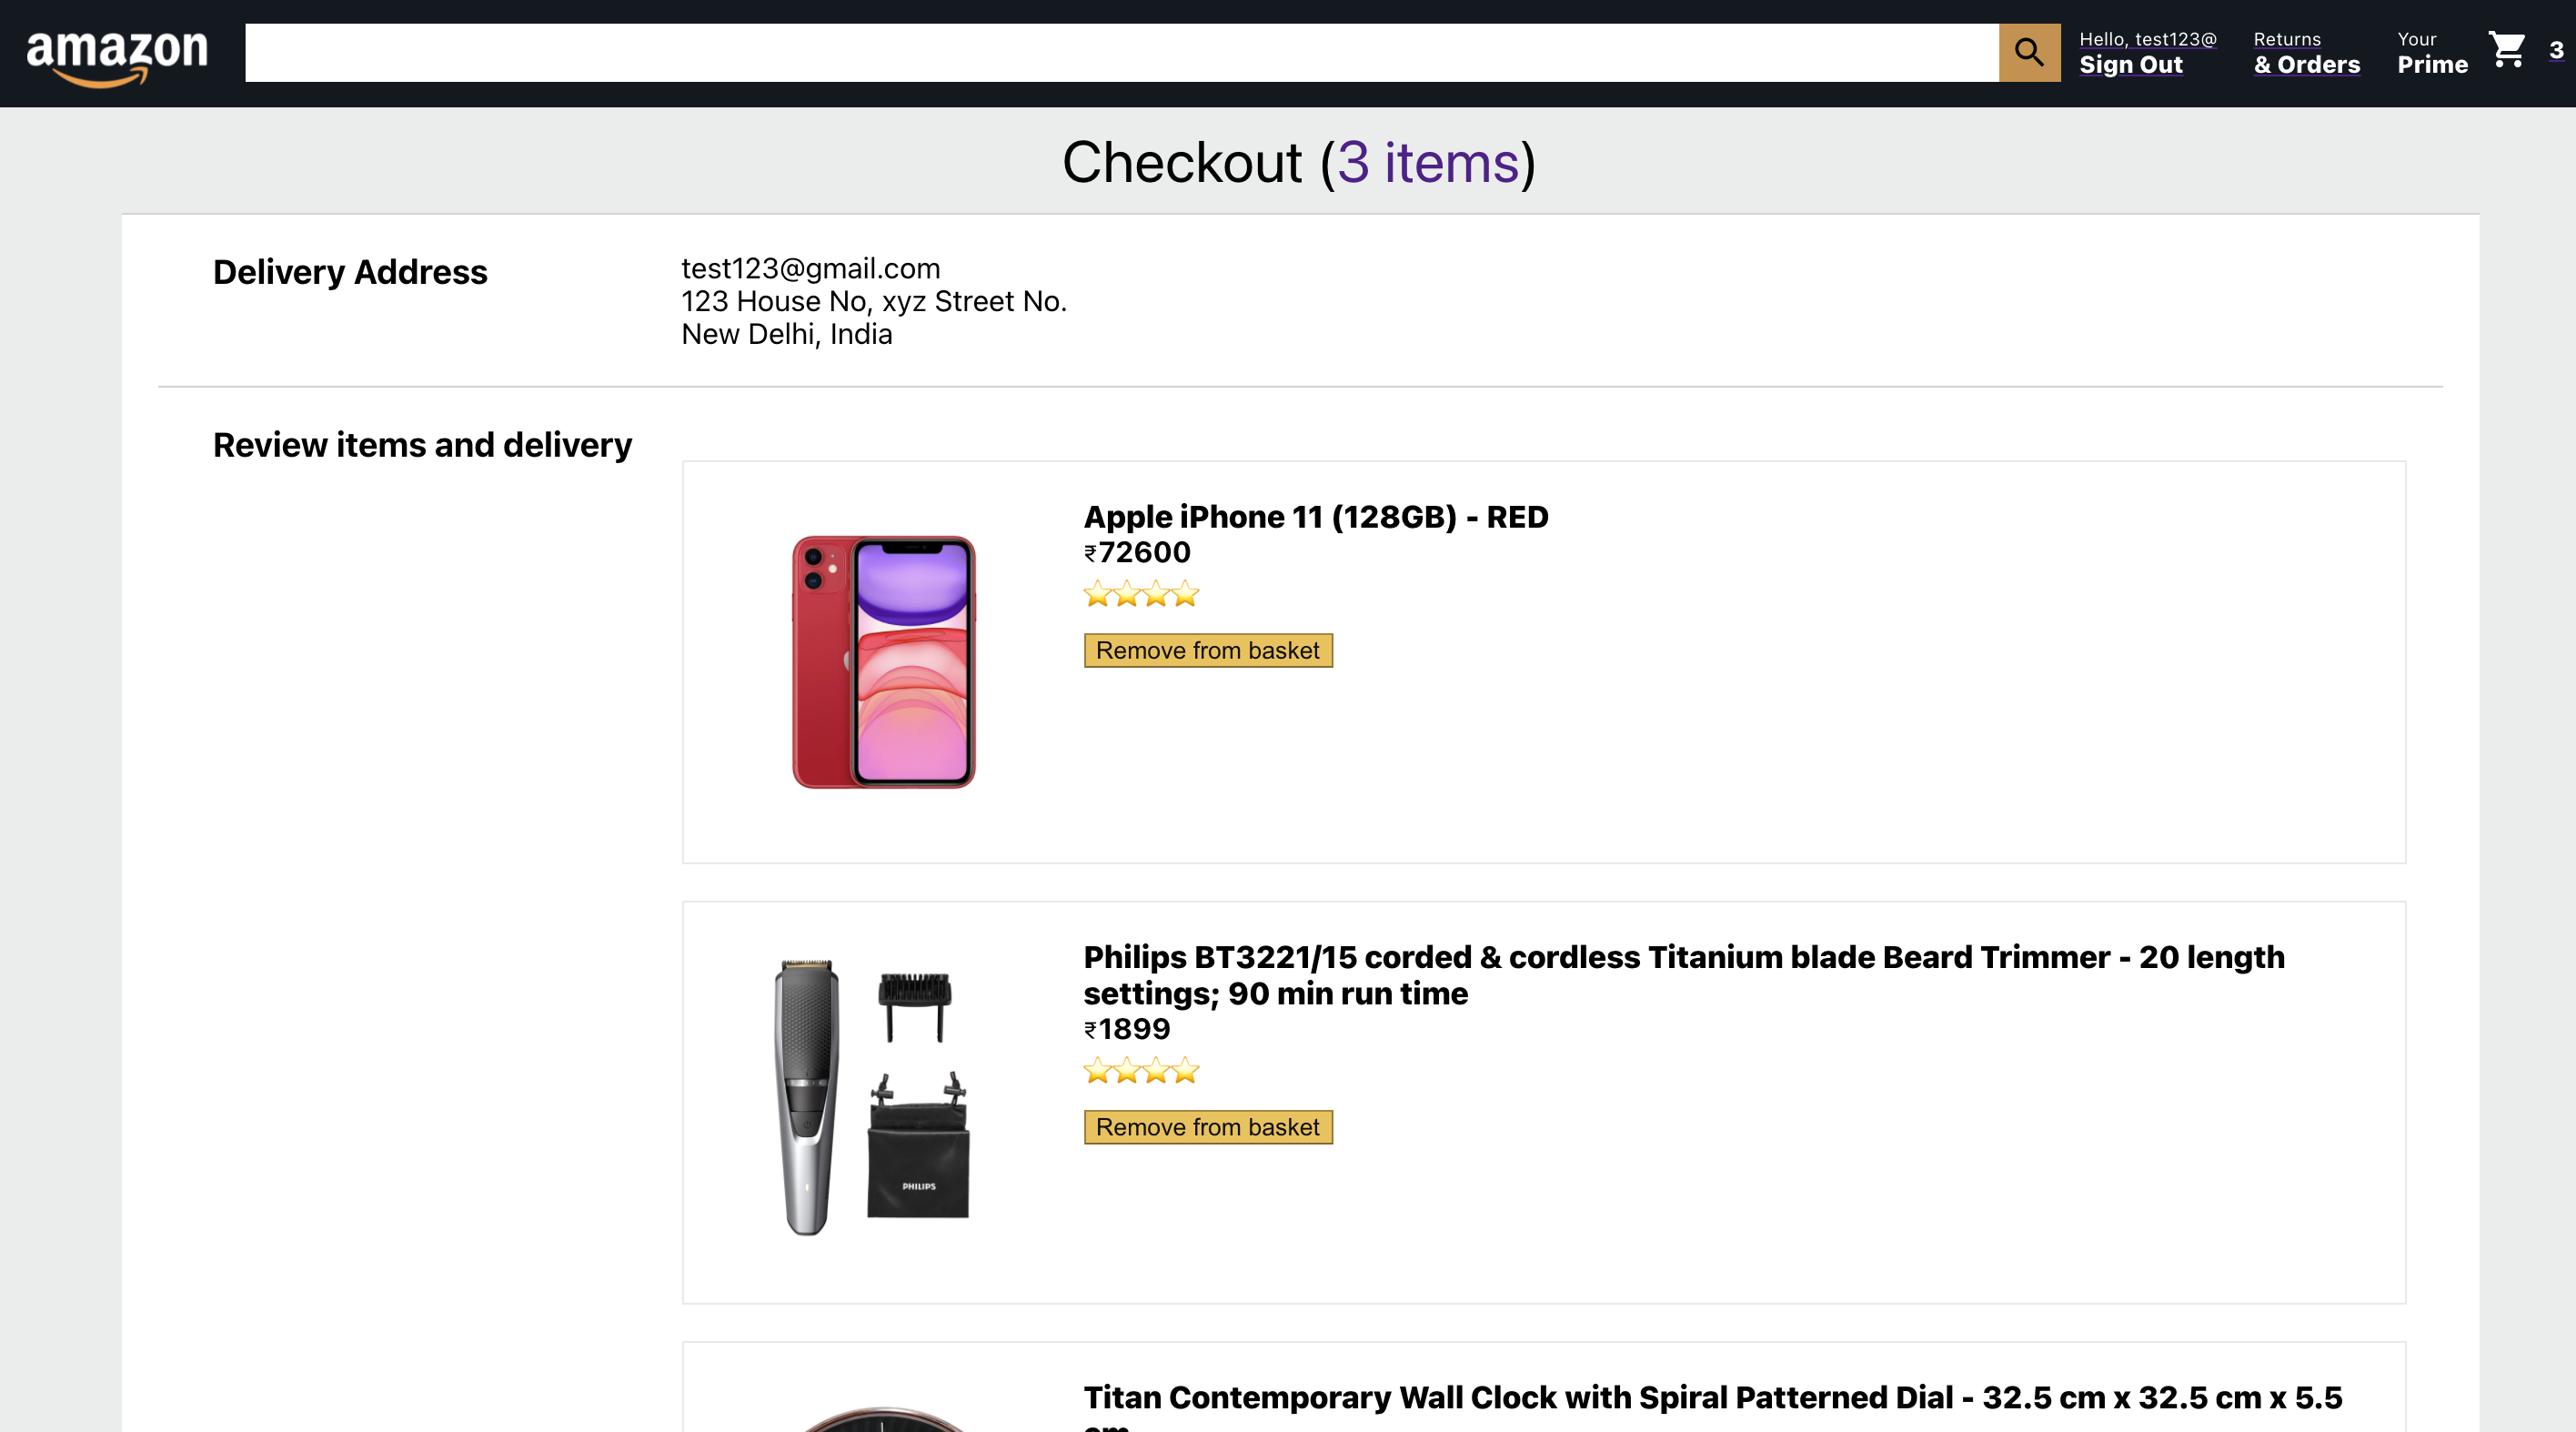 amazon
Hello, test123@
Sign Out
Returns
& Orders
Your
Prime
3
Checkout (3 items)
Delivery Address
test123@gmail.com
123 House No, xyz Street No.
New Delhi, India
Review items and delivery
Apple iPhone 11 (128GB) - RED
₹72600
⭐⭐⭐⭐
Remove from basket
Philips BT3221/15 corded & cordless Titanium blade Beard Trimmer - 20 length
settings; 90 min run time
₹1899
⭐⭐⭐⭐
Remove from basket
PHILIPS
Titan Contemporary Wall Clock with Spiral Patterned Dial - 32.5 cm x 32.5 cm x 5.5
cm